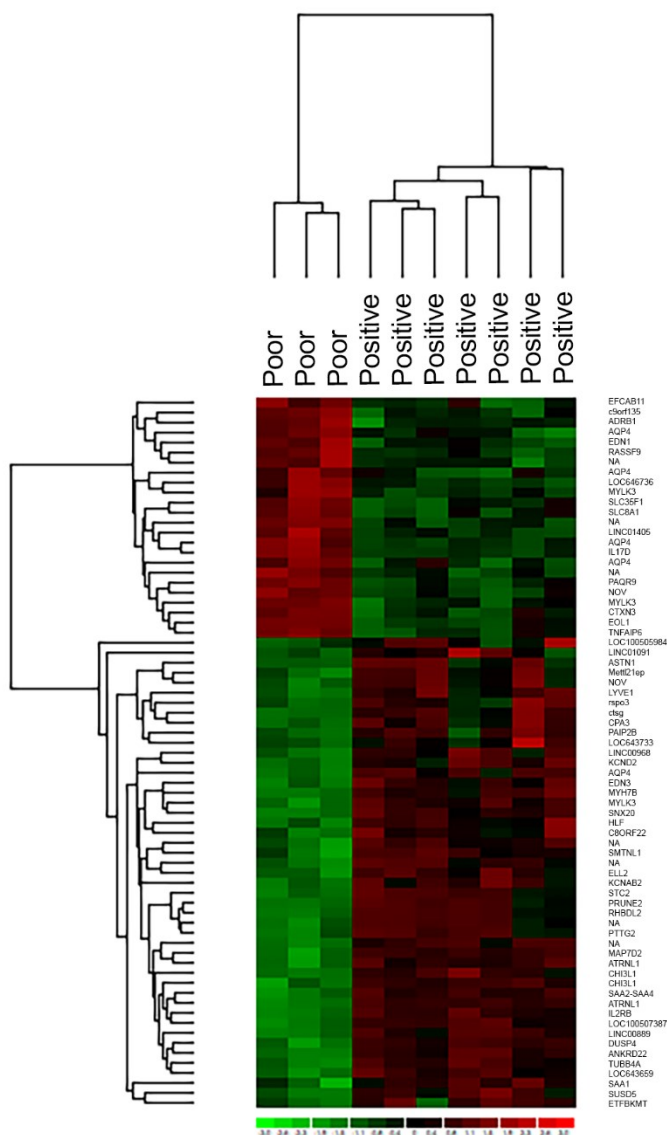 Poor
Poor
Poor
Positive
Positive
Positive
Positive
Positive
Positive
Positive
EFCAB11
c9orf135
ADRB1
AQP4
EDN1
RASSF9
NA
AQP4
LOC646736
MYLK3
SLC35F1
SLC8A1
NA
LINC01405
AQP4
IL17D
AQP4
NA
PAQR9
NOV
MYLK3
CTXN3
EOL1
TNFAIP6
LOC100505984
LINC01091
ASTN1
Mettl21ep
NOV
LYVE1
rspo3
ctsg
CPA3
PAIP2B
LOC643733
LINC00968
KCND2
AQP4
EDN3
MYH7B
MYLK3
SNX20
HLF
C8ORF22
NA
SMTNL1
NA
ELL2
KCNAB2
STC2
PRUNE2
RHBDL2
NA
PTTG2
NA
MAP7D2
ATRNL1
CHI3L1
CHI3L1
SAA2-SAA4
ATRNL1
IL2RB
LOC100507387
LINC00889
DUSP4
ANKRD22
TUBB4A
LOC643659
SAA1
SUSD5
ETFBKMT